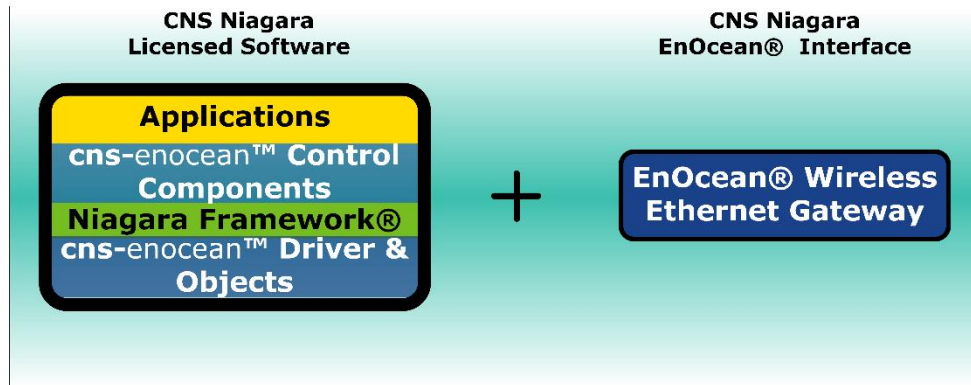 CNS Niagara
Licensed Software
CNS Niagara
EnOcean® Interface
Applications
cns-enocean™ Control
Components
Niagara Framework®
cns-enocean™ Driver &
Objects
+
EnOcean® Wireless
Ethernet Gateway